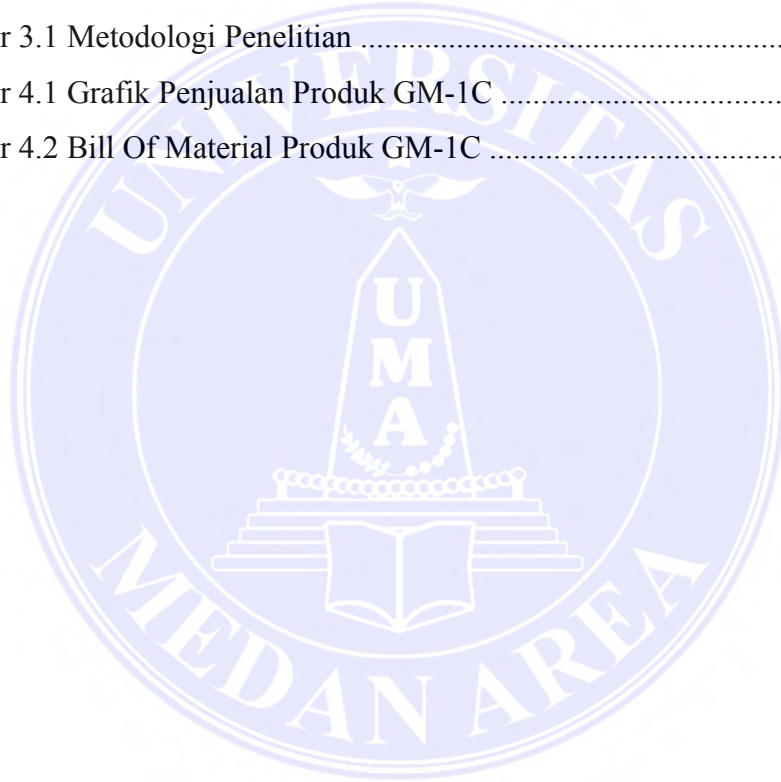 r 3.1 Metodologi Penelitian ........................................................
r 4.1 Grafik Penjualan Produk GM-1C ......................................
r 4.2 Bill Of Material Produk GM-1C ........................................
UNIVERSITAS
UMA
MEDAN AREA